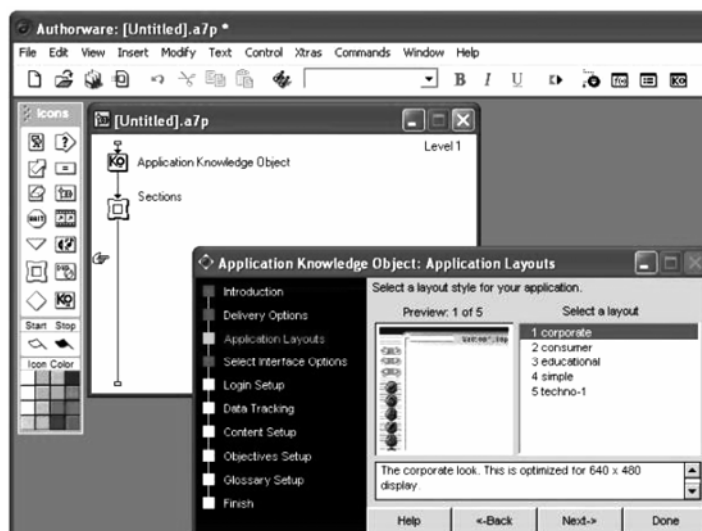 Authorware: [Untitled].a7p *
File Edit View Insert Modify Text Control Xtras Commands Window Help
B I U
Icons
[Untitled].a7p
Level 1
Application Knowledge Object
Sections
WAIT
KO
Start Stop
Icon Color
Application Knowledge Object: Application Layouts
Introduction
Delivery Options
Application Layouts
Select Interface Options
Login Setup
Data Tracking
Content Setup
Objectives Setup
Glossary Setup
Finish
Select a layout style for your application.
Preview: 1 of 5
Select a layout
1 corporate
2 consumer
3 educational
4 simple
5 techno-1
The corporate look. This is optimized for 640 x 480
display.
Help <-Back Next-> Done